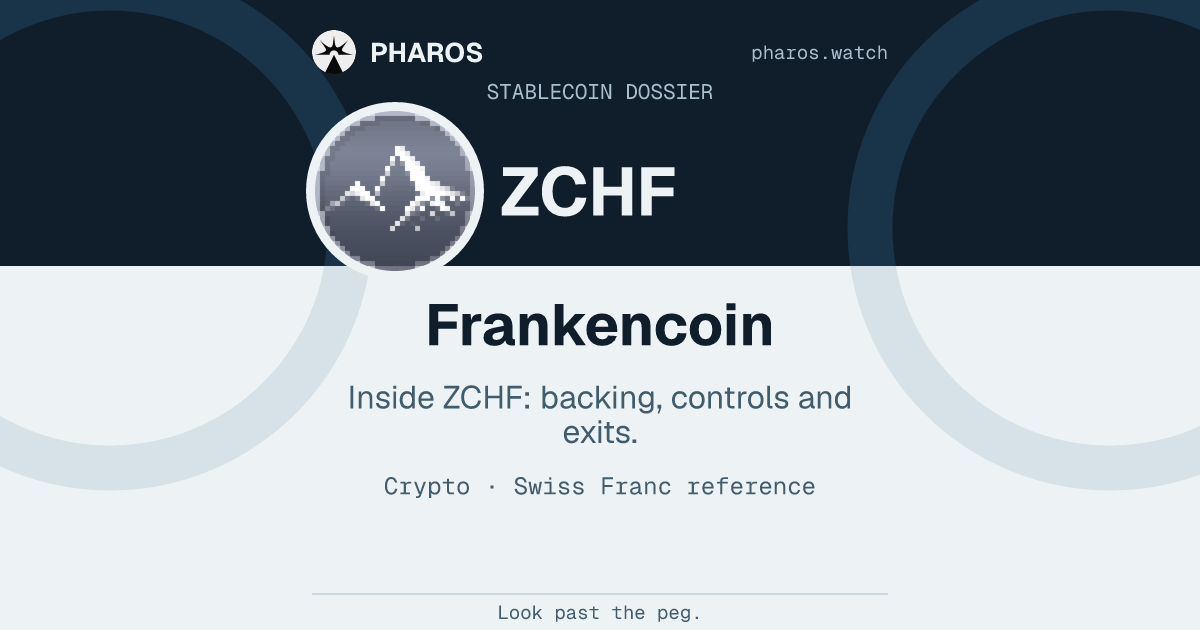 PHAROS
pharos.watch
STABLECOIN DOSSIER
ZCHF
Frankencoin
Inside ZCHF: backing, controls and
exits.
Crypto · Swiss Franc reference
Look past the peg.